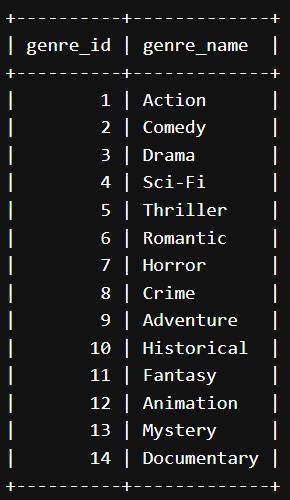 +----------+-------------+
| genre_id | genre_name  |
+----------+-------------+
|        1 | Action      |
|        2 | Comedy      |
|        3 | Drama       |
|        4 | Sci-Fi      |
|        5 | Thriller    |
|        6 | Romantic    |
|        7 | Horror      |
|        8 | Crime       |
|        9 | Adventure   |
|       10 | Historical  |
|       11 | Fantasy     |
|       12 | Animation   |
|       13 | Mystery     |
|       14 | Documentary |
+----------+-------------+